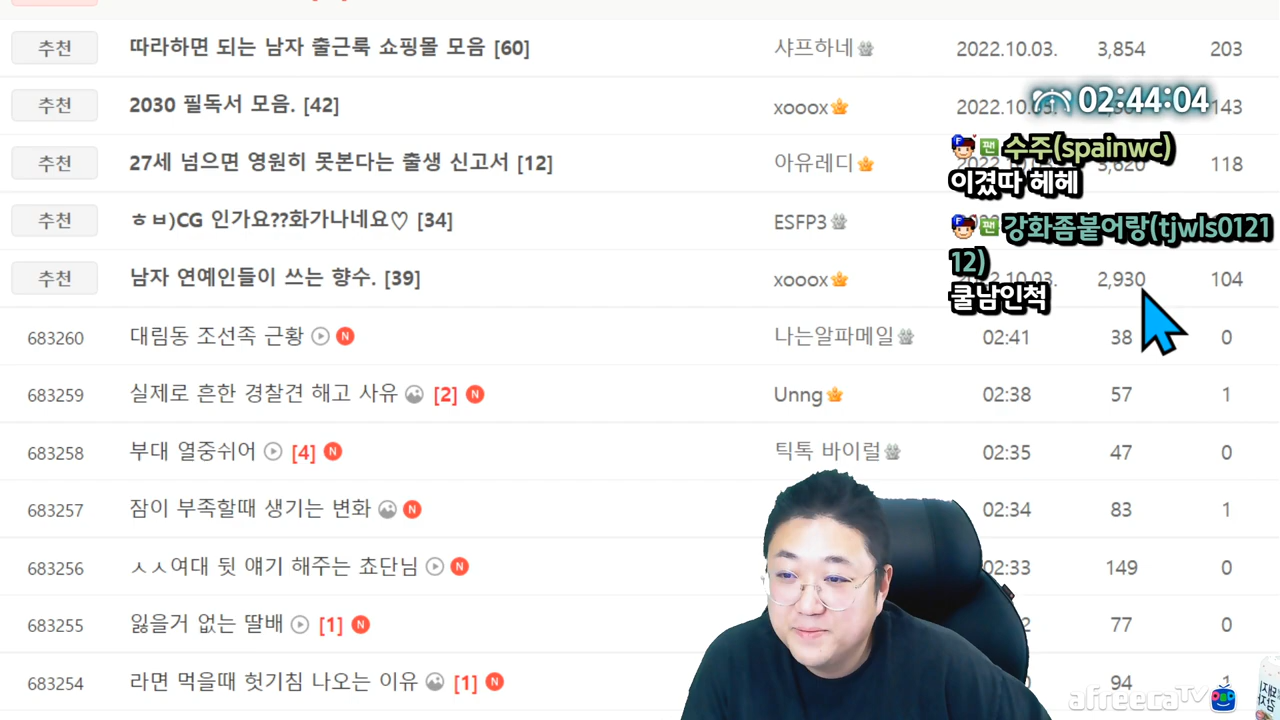 추천 따라하면 되는 남자 출근룩 쇼핑몰 모음 [60] 샤프하네 2022.10.03. 3,854 203
추천 2030 필독서 모음. [42] xooox 2022.10.03. 143
02:44:04
추천 27세 넘으면 영원히 못본다는 출생 신고서 [12] 아유레디 118
F 팬 수주(spainwc)
이겼따 헤헤
추천 ㅎㅂ)CG 인가요??화가나네요♡ [34] ESFP3
F 팬 강화좀붙어랑(tjwls0121
12)
쿨남인척
추천 남자 연예인들이 쓰는 향수. [39] xooox 2022.10.03. 2,930 104
683260 대림동 조선족 근황 N 나는알파메일 02:41 38 0
683259 실제로 흔한 경찰견 해고 사유 [2] N Unng 02:38 57 1
683258 부대 열중쉬어 [4] N 틱톡 바이럴 02:35 47 0
683257 잠이 부족할때 생기는 변화 N 02:34 83 1
683256 ㅅㅅ여대 뒷 얘기 해주는 쵸단님 N 02:33 149 0
683255 잃을거 없는 딸배 [1] N 77 0
683254 라면 먹을때 헛기침 나오는 이유 [1] N 94 1
afreecaTV